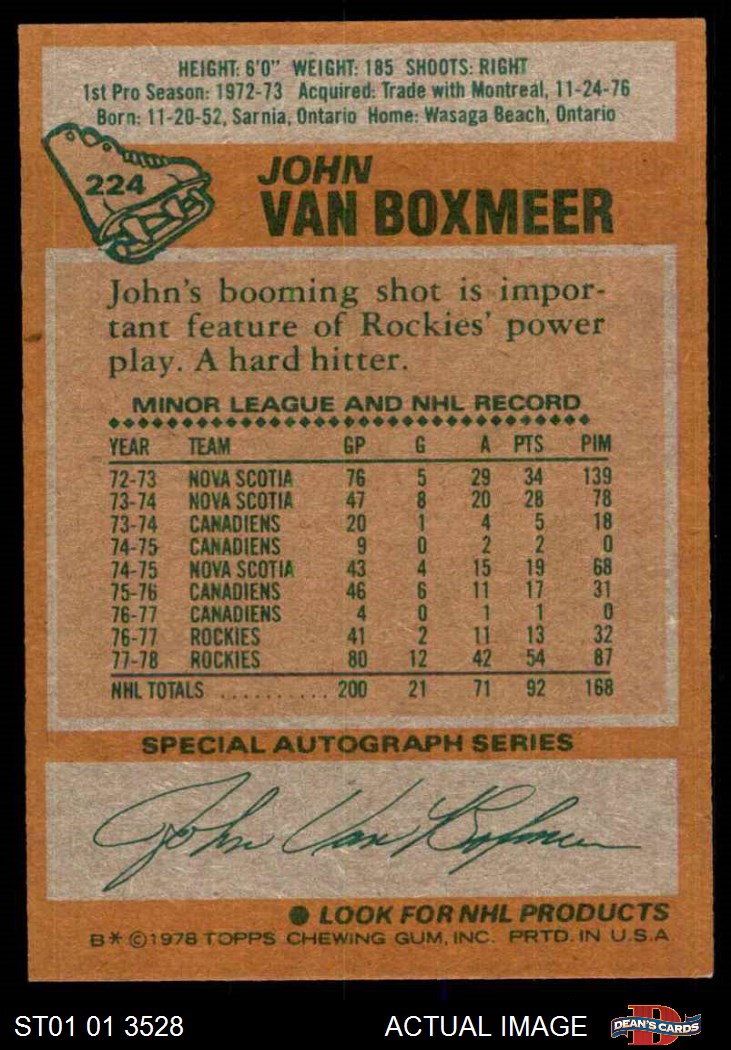 HEIGHT: 6'0" WEIGHT: 185 SHOOTS: RIGHT
1st Pro Season: 1972-73 Acquired: Trade with Montreal, 11-24-76
Born: 11-20-52, Sarnia, Ontario Home: Wasaga Beach, Ontario
224
JOHN
VAN BOXMEER
John's booming shot is impor-
tant feature of Rockies' power
play. A hard hitter.
MINOR LEAGUE AND NHL RECORD
YEAR TEAM GP G A PTS PIM
72-73 NOVA SCOTIA 76 5 29 34 139
73-74 NOVA SCOTIA 47 8 20 28 78
73-74 CANADIENS 20 1 4 5 18
74-75 CANADIENS 9 0 2 2 0
74-75 NOVA SCOTIA 43 4 15 19 68
75-76 CANADIENS 46 6 11 17 31
76-77 CANADIENS 4 0 1 1 0
76-77 ROCKIES 41 2 11 13 32
77-78 ROCKIES 80 12 42 54 87
NHL TOTALS .......... 200 21 71 92 168
SPECIAL AUTOGRAPH SERIES
John Van Boxmeer
● LOOK FOR NHL PRODUCTS
B* ©1978 TOPPS CHEWING GUM, INC. PRTD. IN U.S.A.
ST01 01 3528 ACTUAL IMAGE
D
DEAN'S CARDS